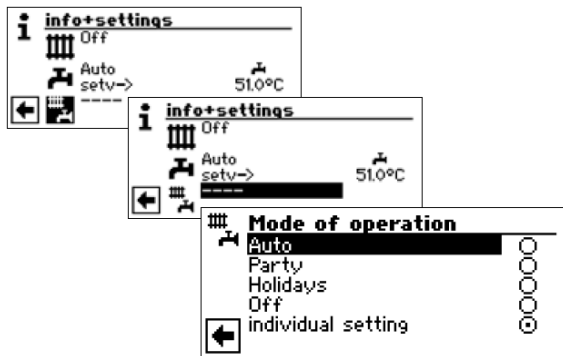 i info+settings
Off
Auto
setv->
51.0°C
----
i info+settings
Off
Auto
setv->
51.0°C
----
Mode of operation
Auto
Party
Holidays
Off
individual setting